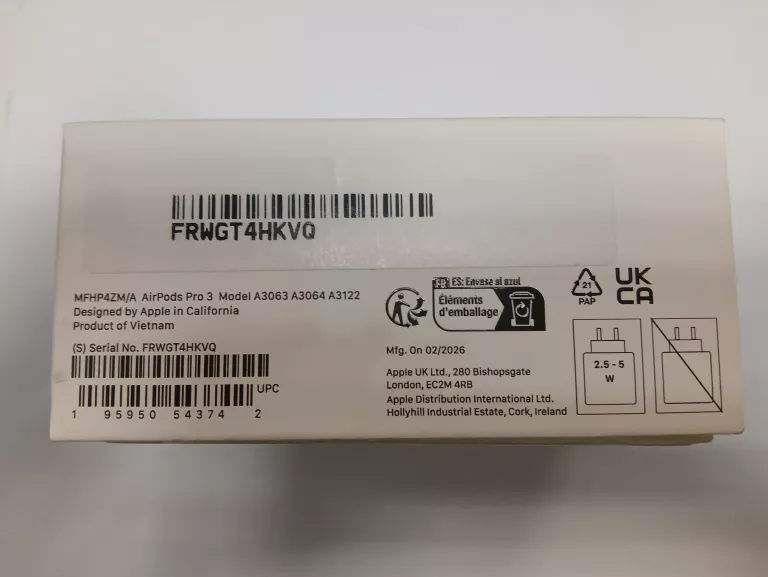 FRWGT4HKVQ
MFHP4ZM/A AirPods Pro 3 Model A3063 A3064 A3122
Designed by Apple in California
Product of Vietnam
(S) Serial No. FRWGT4HKVQ
UPC
1 95950 54374 2
FR ES: Envase al azul
Éléments
d'emballage
Mfg. On 02/2026
Apple UK Ltd., 280 Bishopsgate
London, EC2M 4RB
Apple Distribution International Ltd.
Hollyhill Industrial Estate, Cork, Ireland
21
PAP
UK
CA
2.5 - 5
W